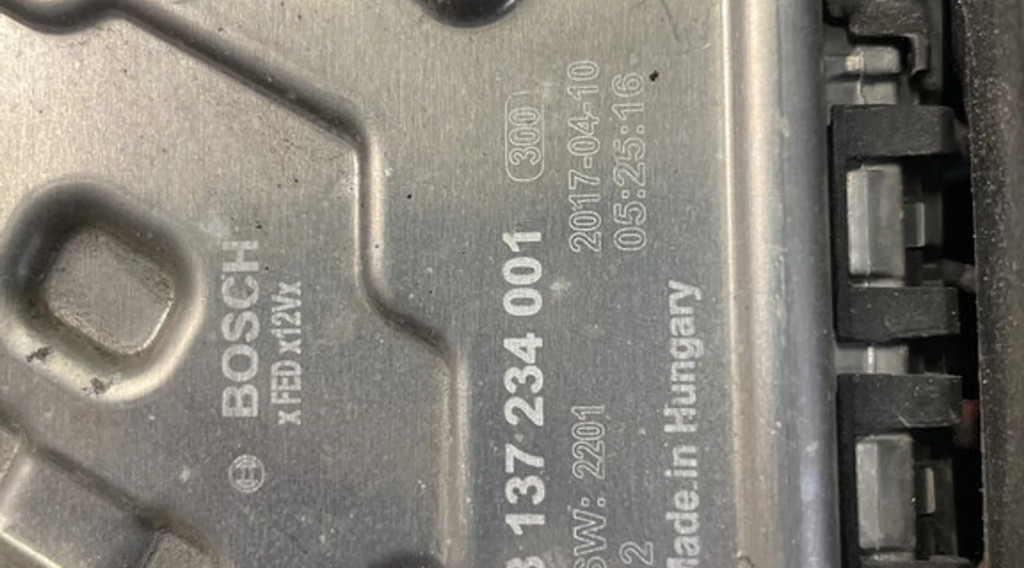 BOSCH
x FED x12Vx
137 234 001 300
SW: 2201 2017-04-10
2 05:25:16
Made.in Hungary